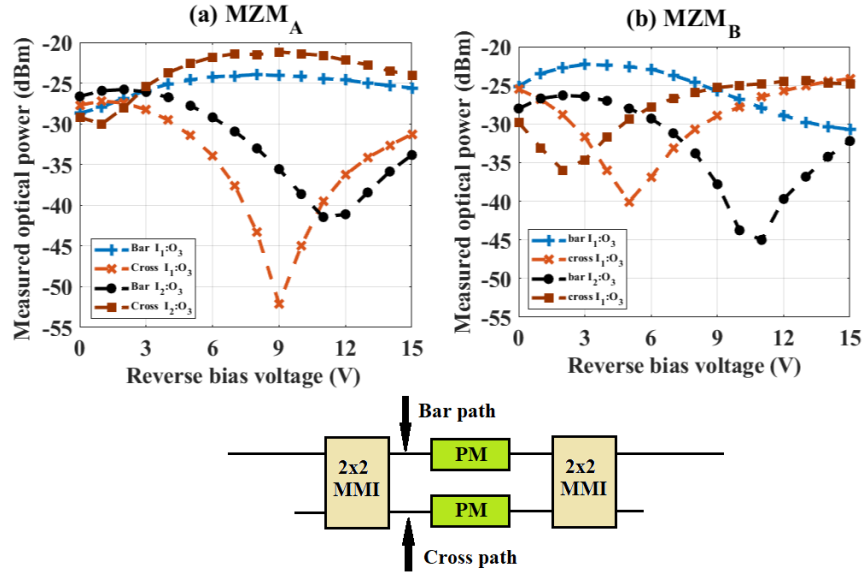 (a) MZM_A
Measured optical power (dBm)
-20
-25
-30
-35
-40
-45
-50
-55
0 3 6 9 12 15
Reverse bias voltage (V)
Bar I₁:O₃
Cross I₁:O₃
Bar I₂:O₃
Cross I₂:O₃
(b) MZM_B
Measured optical power (dBm)
-20
-25
-30
-35
-40
-45
-50
-55
0 3 6 9 12 15
Reverse bias voltage (V)
bar I₁:O₃
cross I₁:O₃
bar I₂:O₃
cross I₁:O₃
Bar path
2x2
MMI
PM
PM
2x2
MMI
Cross path